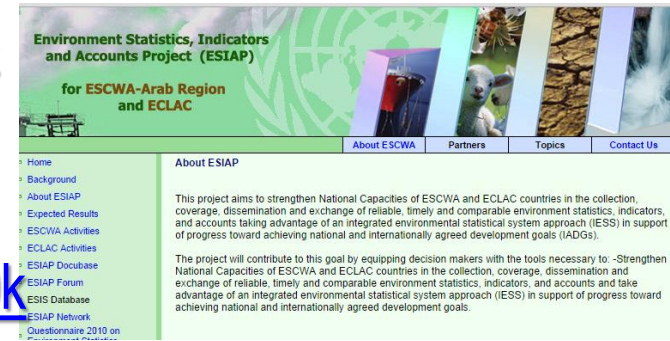 Environment Statistics, Indicators
and Accounts Project (ESIAP)
for ESCWA-Arab Region
and ECLAC
About ESCWA
Partners
Topics
Contact Us
Home
Background
About ESIAP
Expected Results
ESCWA Activities
ECLAC Activities
ESIAP Docubase
ESIAP Forum
ESIS Database
ESIAP Network
Questionnaire 2010 on
Environment Statistics
k
About ESIAP
This project aims to strengthen National Capacities of ESCWA and ECLAC countries in the collection,
coverage, dissemination and exchange of reliable, timely and comparable environment statistics, indicators,
and accounts taking advantage of an integrated environmental statistical system approach (IESS) in support
of progress toward achieving national and internationally agreed development goals (IADGs).
The project will contribute to this goal by equipping decision makers with the tools necessary to: -Strengthen
National Capacities of ESCWA and ECLAC countries in the collection, coverage, dissemination and
exchange of reliable, timely and comparable environment statistics, indicators, and accounts and take
advantage of an integrated environmental statistical system approach (IESS) in support of progress toward
achieving national and internationally agreed development goals.